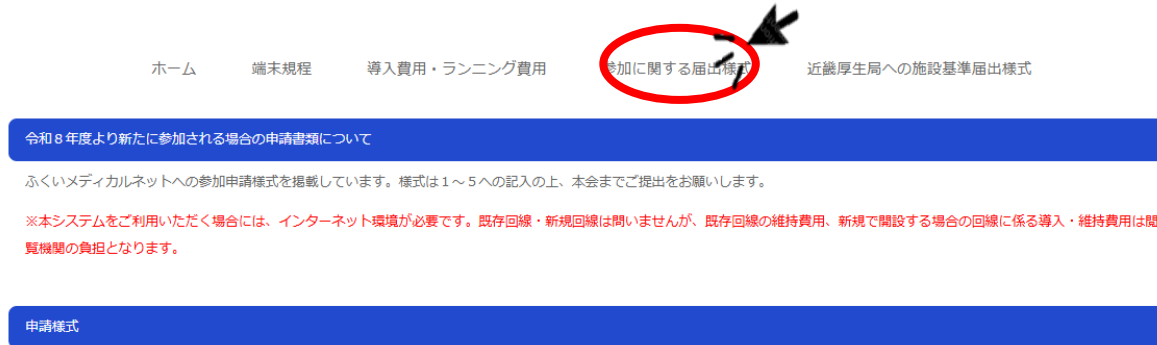 ホーム 端末規程 導入費用・ランニング費用 参加に関する届出様式 近畿厚生局への施設基準届出様式
令和８年度より新たに参加される場合の申請書類について
ふくいメディカルネットへの参加申請様式を掲載しています。様式は１～５への記入の上、本会までご提出をお願いします。
※本システムをご利用いただく場合には、インターネット環境が必要です。既存回線・新規回線は問いませんが、既存回線の維持費用、新規で開設する場合の回線に係る導入・維持費用は閲
覧機関の負担となります。
申請様式